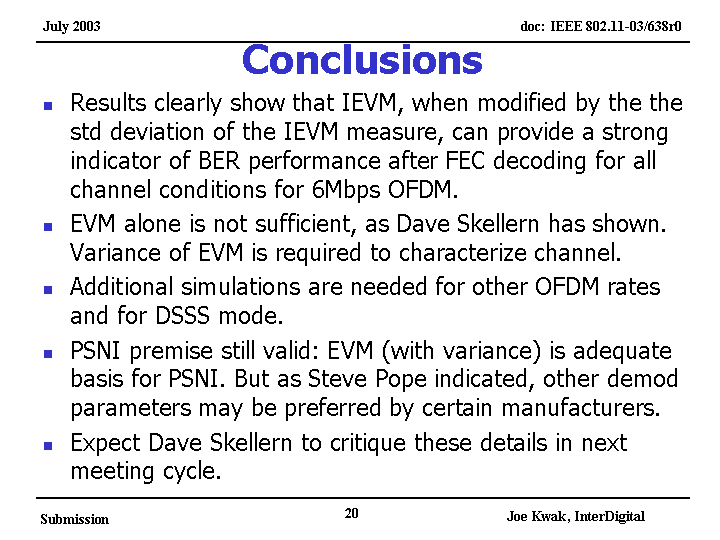 July 2003
doc: IEEE 802.11-03/638r0
Conclusions
Results clearly show that IEVM, when modified by the the
std deviation of the IEVM measure, can provide a strong
indicator of BER performance after FEC decoding for all
channel conditions for 6Mbps OFDM.
EVM alone is not sufficient, as Dave Skellern has shown.
Variance of EVM is required to characterize channel.
Additional simulations are needed for other OFDM rates
and for DSSS mode.
PSNI premise still valid: EVM (with variance) is adequate
basis for PSNI. But as Steve Pope indicated, other demod
parameters may be preferred by certain manufacturers.
Expect Dave Skellern to critique these details in next
meeting cycle.
Submission
20
Joe Kwak, InterDigital